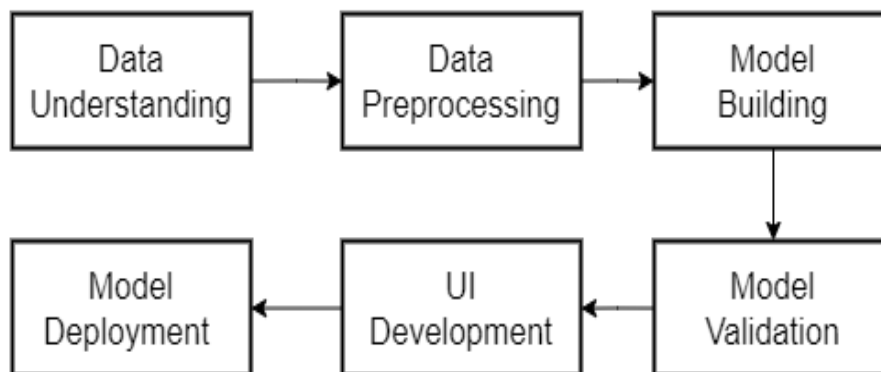 Data
Understanding
Data
Preprocessing
Model
Building
Model
Deployment
UI
Development
Model
Validation